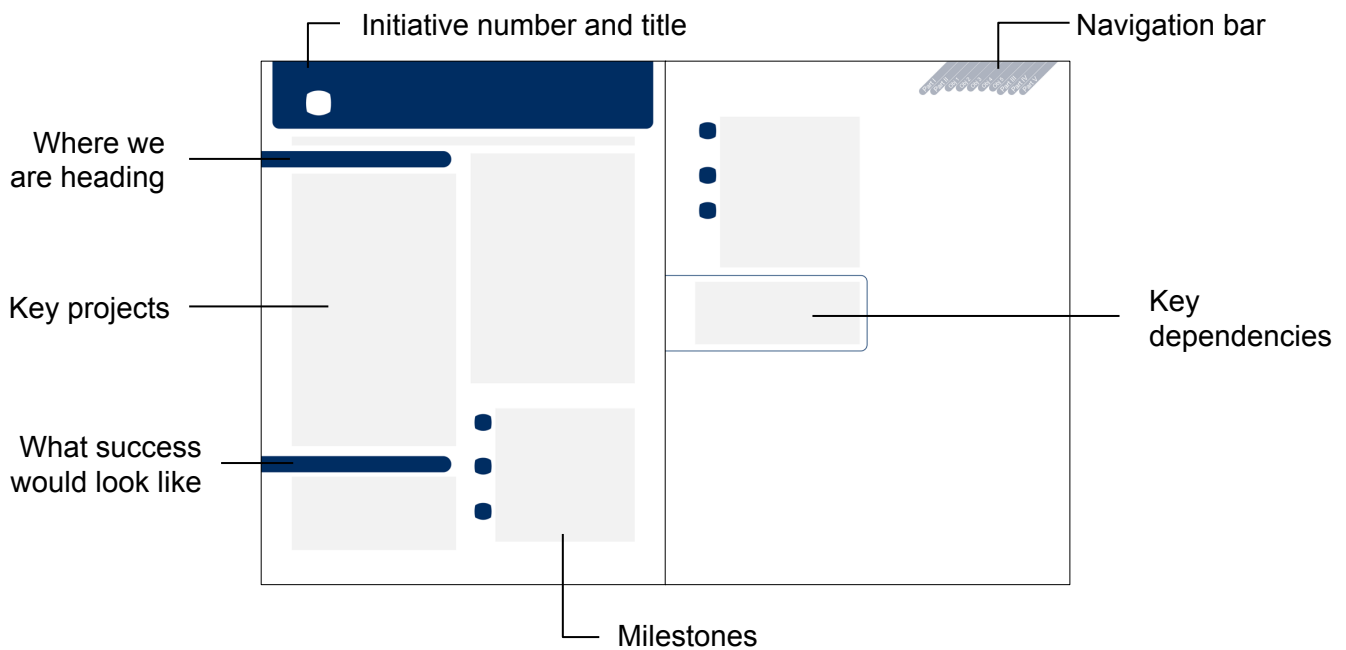 Initiative number and title
Navigation bar
Where we
are heading
Key projects
Key
dependencies
What success
would look like
Milestones